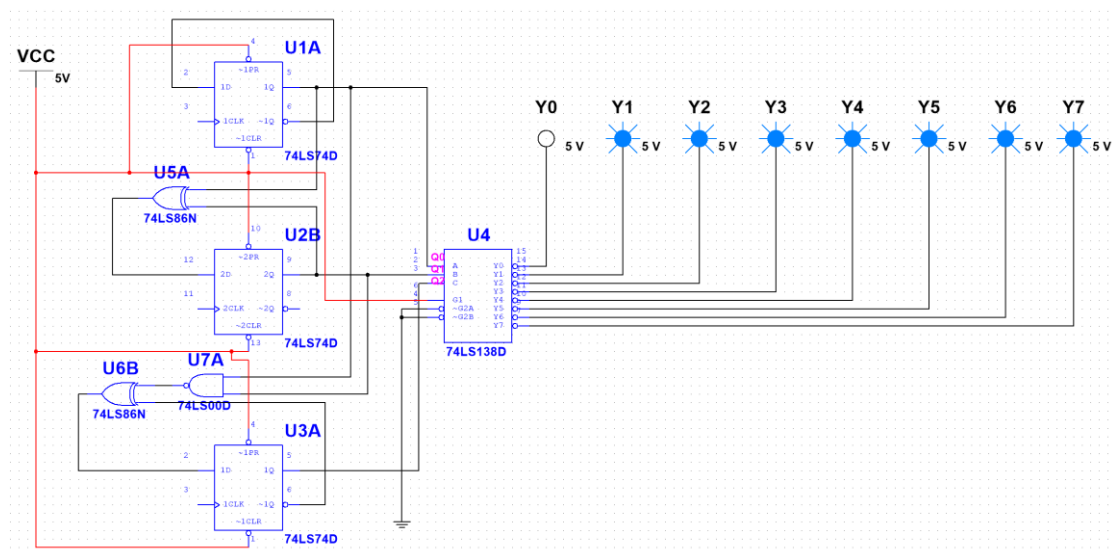 VCC
5V
4
U1A
~1PR
2
1D
1Q
5
3
1CLK
~1Q
6
~1CLR
1
74LS74D
U5A
74LS86N
10
U2B
~2PR
12
2D
2Q
9
11
2CLK
~2Q
8
~2CLR
13
74LS74D
U6B
74LS86N
U7A
74LS00D
4
U3A
~1PR
2
1D
1Q
5
3
1CLK
~1Q
6
~1CLR
1
74LS74D
U4
1
2
3
6
4
5
Q0
Q1
Q2
A
B
C
G1
~G2A
~G2B
Y0
Y1
Y2
Y3
Y4
Y5
Y6
Y7
15
14
13
12
11
10
9
74LS138D
Y0 Y1 Y2 Y3 Y4 Y5 Y6 Y7
5 V 5 V 5 V 5 V 5 V 5 V 5 V 5 V